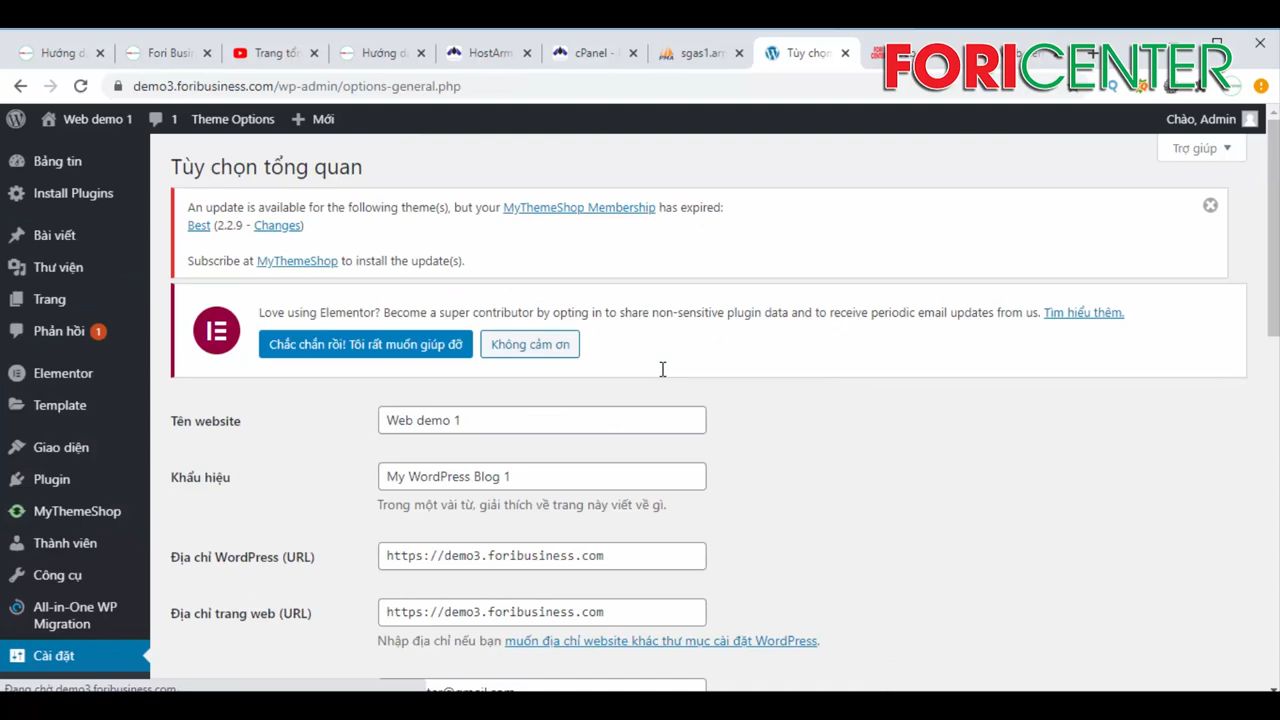 Hướng d
Fori Busi
Trang tổ
Hướng d
HostArm
cPanel -
sgas1.ar
Tùy chọn
FORICENTER
demo3.foribusiness.com/wp-admin/options-general.php
Web demo 1
1
Theme Options
Mới
Chào, Admin
Bảng tin
Install Plugins
Bài viết
Thư viện
Trang
Phản hồi 1
Elementor
Template
Giao diện
Plugin
MyThemeShop
Thành viên
Công cụ
All-in-One WP
Migration
Cài đặt
Đang chờ demo3.foribusiness.com...
Trợ giúp
Tùy chọn tổng quan
An update is available for the following theme(s), but your MyThemeShop Membership has expired:
Best (2.2.9 - Changes)
Subscribe at MyThemeShop to install the update(s).
Love using Elementor? Become a super contributor by opting in to share non-sensitive plugin data and to receive periodic email updates from us. Tìm hiểu thêm.
Chắc chắn rồi! Tôi rất muốn giúp đỡ
Không cảm ơn
Tên website
Web demo 1
Khẩu hiệu
My WordPress Blog 1
Trong một vài từ, giải thích về trang này viết về gì.
Địa chỉ WordPress (URL)
https://demo3.foribusiness.com
Địa chỉ trang web (URL)
https://demo3.foribusiness.com
Nhập địa chỉ nếu bạn muốn địa chỉ website khác thư mục cài đặt WordPress.